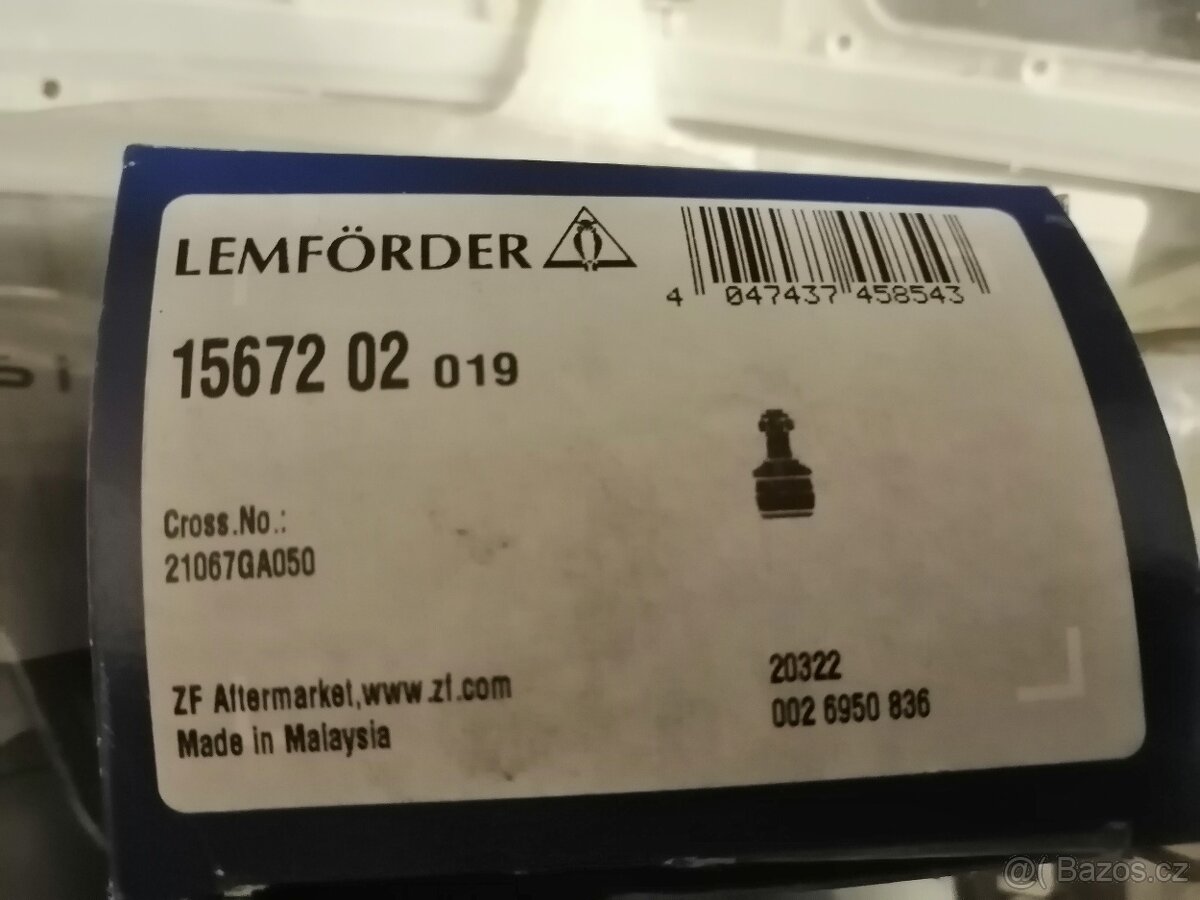 LEMFÖRDER
4 047437 458543
15672 02 019
Cross.No.:
21067GA050
ZF Aftermarket,www.zf.com
Made in Malaysia
20322
002 6950 836
@( Bazos.cz